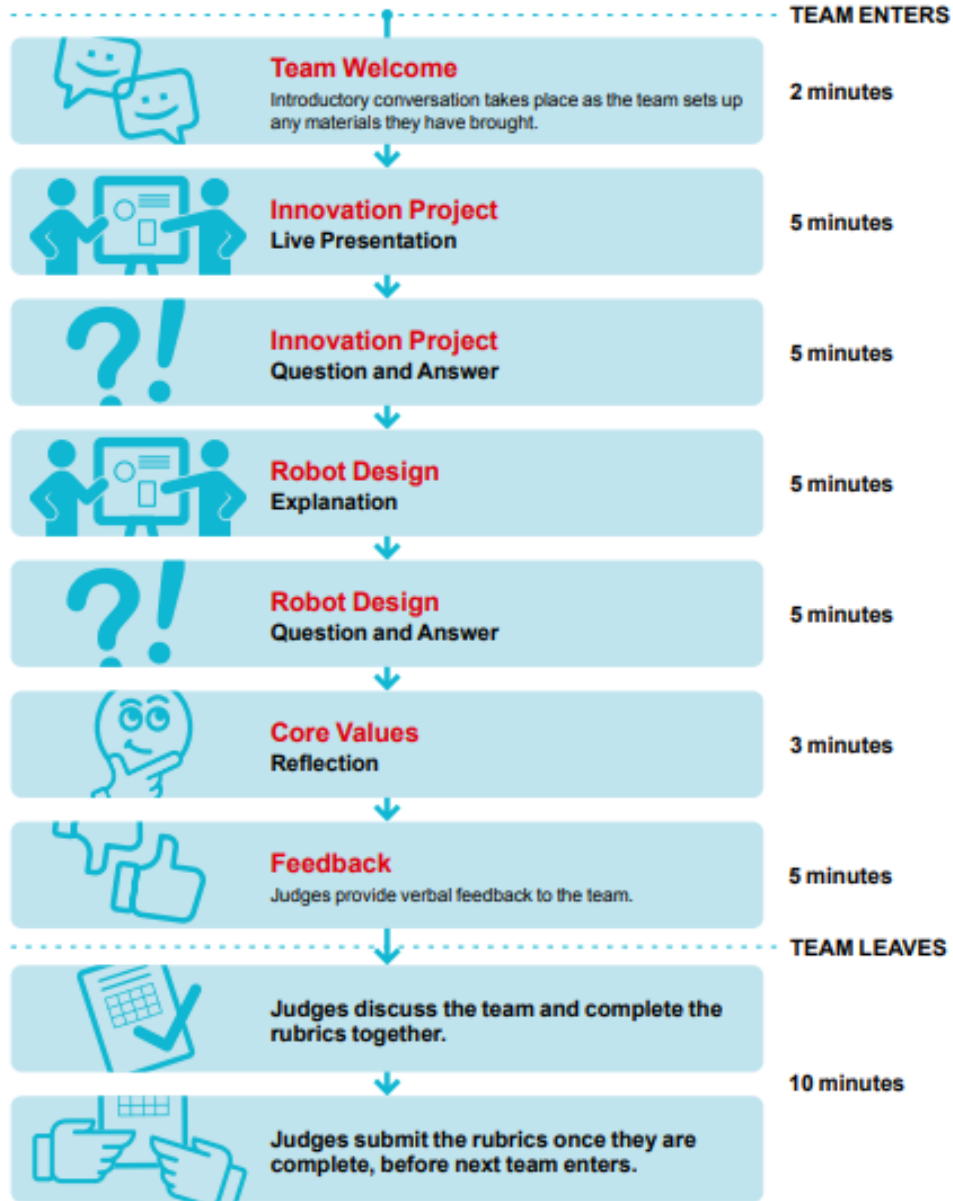 TEAM ENTERS
Team Welcome
Introductory conversation takes place as the team sets up
any materials they have brought.
2 minutes
Innovation Project
Live Presentation
5 minutes
Innovation Project
Question and Answer
5 minutes
Robot Design
Explanation
5 minutes
Robot Design
Question and Answer
5 minutes
Core Values
Reflection
3 minutes
Feedback
Judges provide verbal feedback to the team.
5 minutes
TEAM LEAVES
Judges discuss the team and complete the
rubrics together.
10 minutes
Judges submit the rubrics once they are
complete, before next team enters.